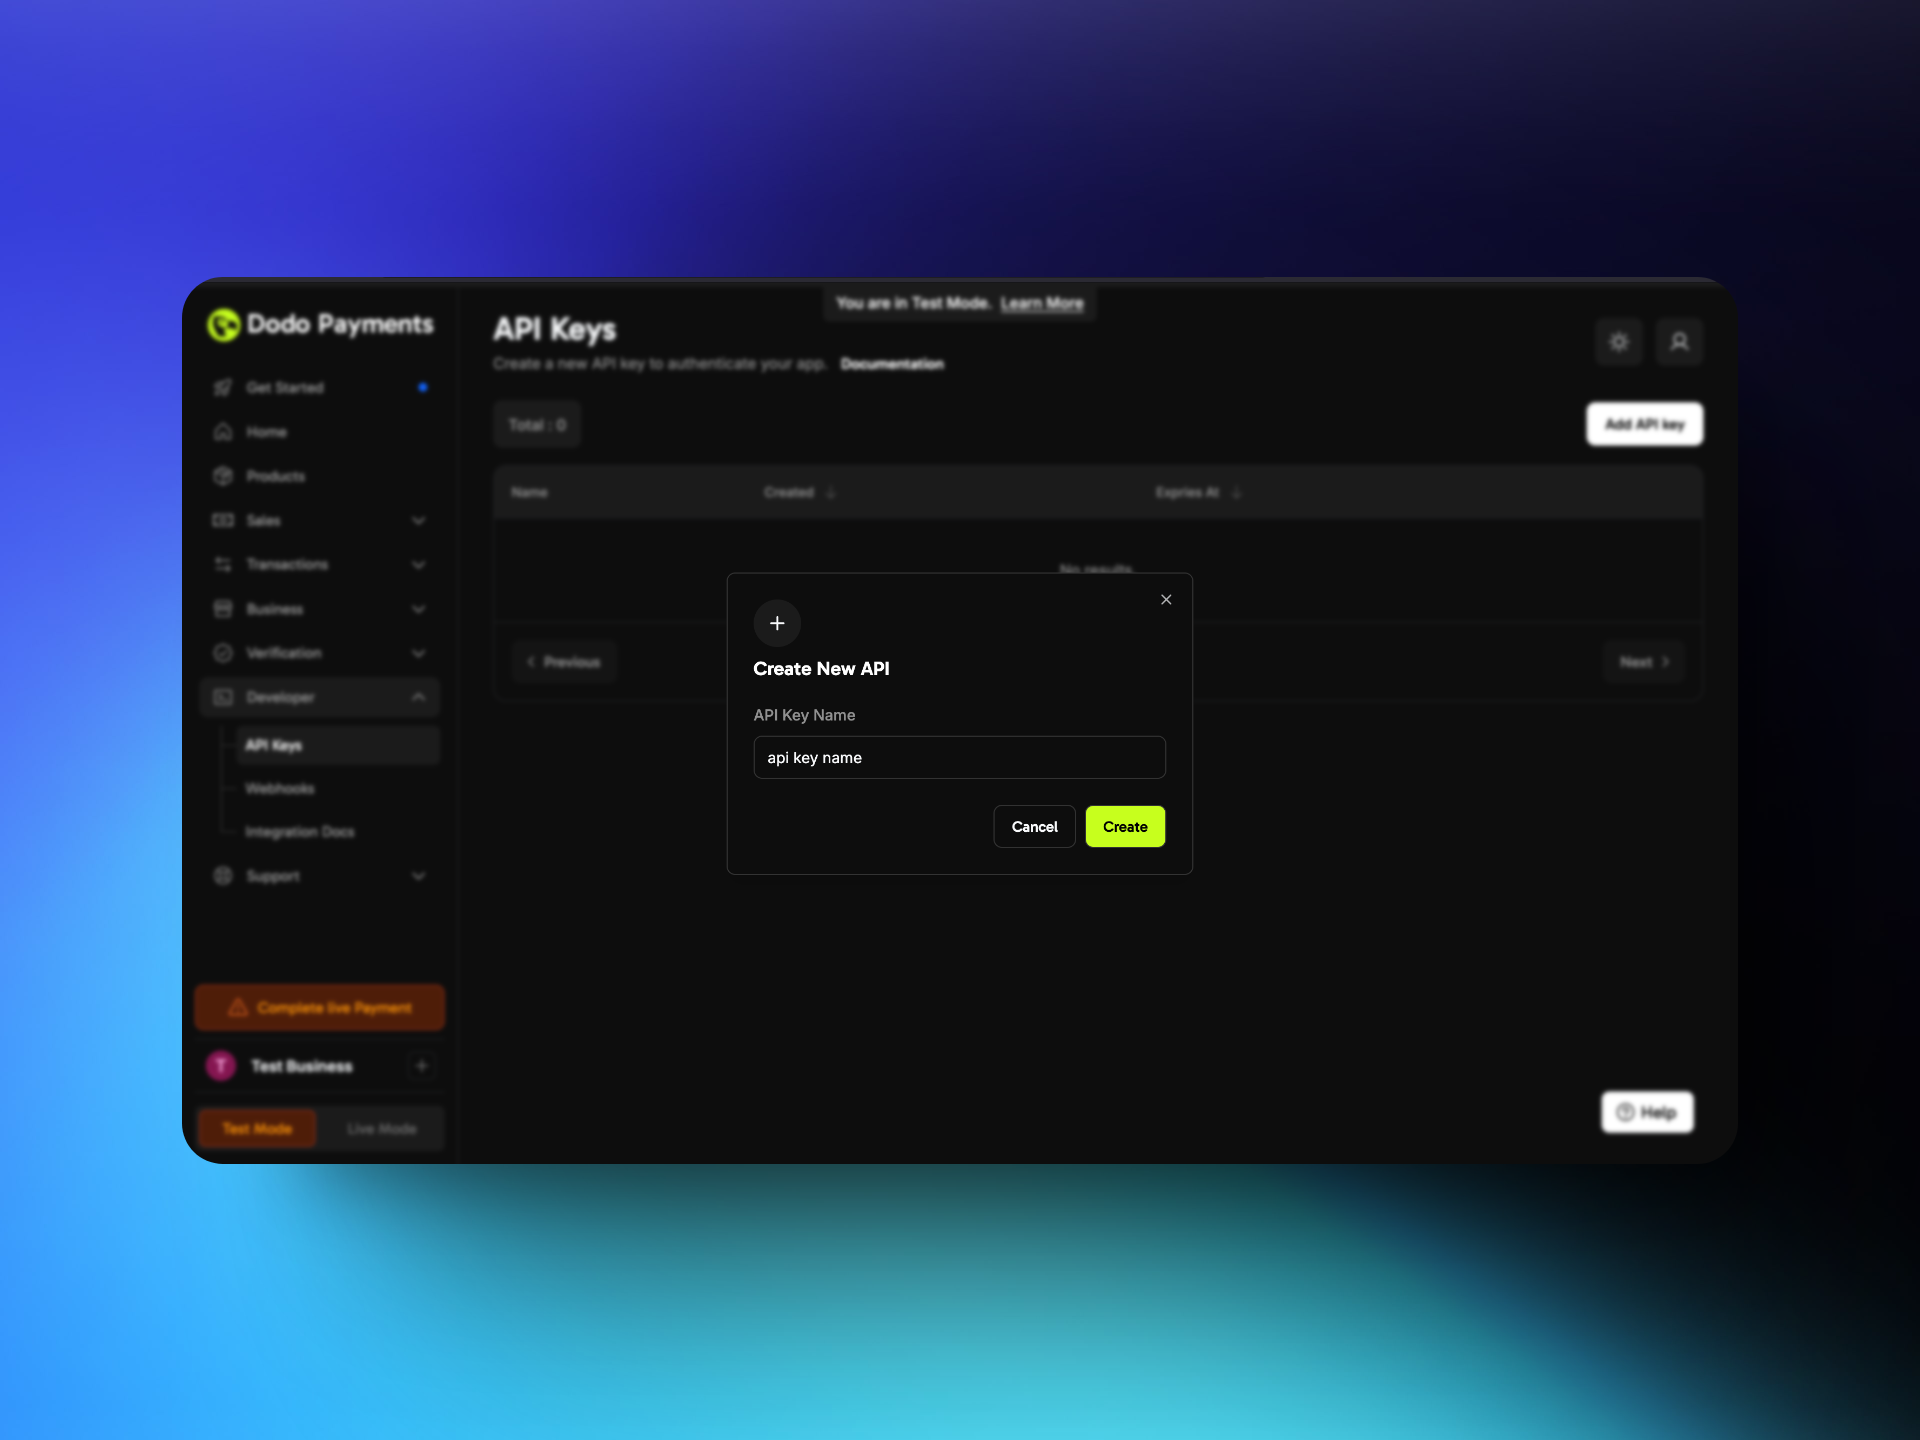 You are in Test Mode. Learn More
Dodo Payments
Get Started
Home
Products
Sales
Transactions
Business
Verification
Developer
API Keys
Webhooks
Integration Docs
Support
Complete live Payment
T
Test Business
Test Mode
Live Mode
API Keys
Create a new API key to authenticate your app. Documentation
Total : 0
Add API key
Name
Created
Expries At
No results.
Previous
Next
Create New API
API Key Name
api key name
Cancel
Create
Help